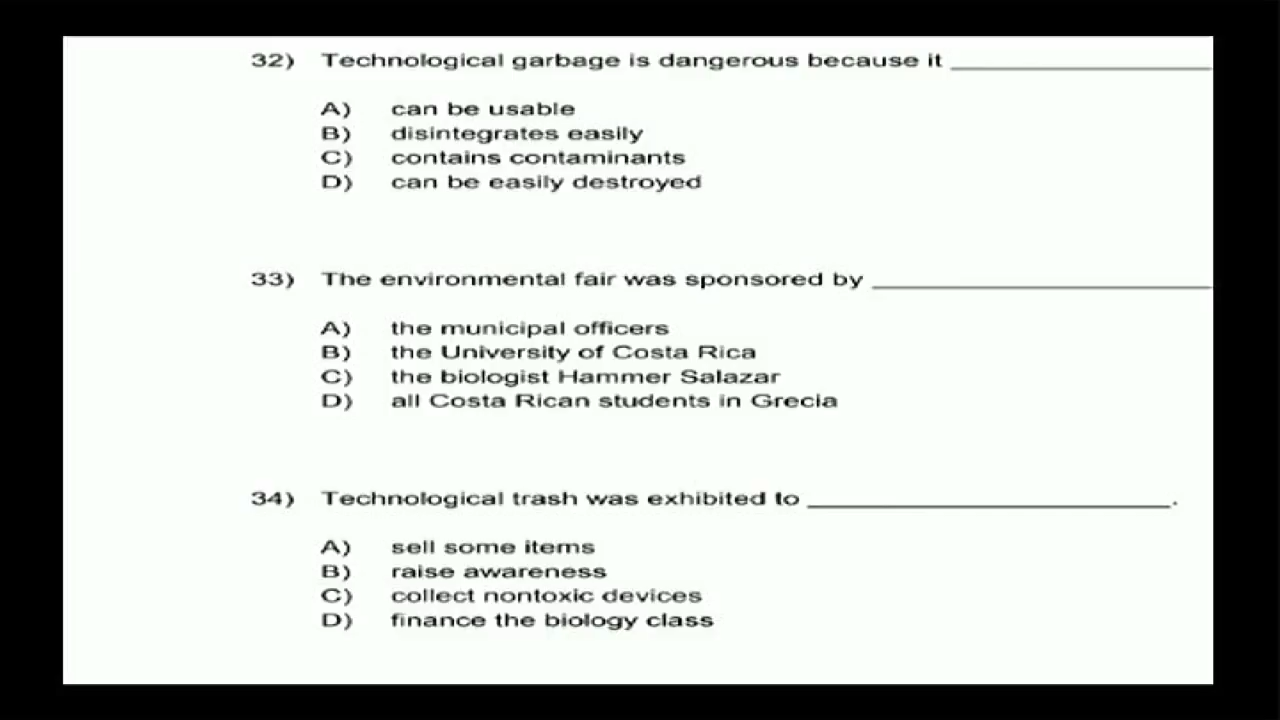 32) Technological garbage is dangerous because it ____________________
A) can be usable
B) disintegrates easily
C) contains contaminants
D) can be easily destroyed
33) The environmental fair was sponsored by __________________________
A) the municipal officers
B) the University of Costa Rica
C) the biologist Hammer Salazar
D) all Costa Rican students in Grecia
34) Technological trash was exhibited to ____________________________.
A) sell some items
B) raise awareness
C) collect nontoxic devices
D) finance the biology class